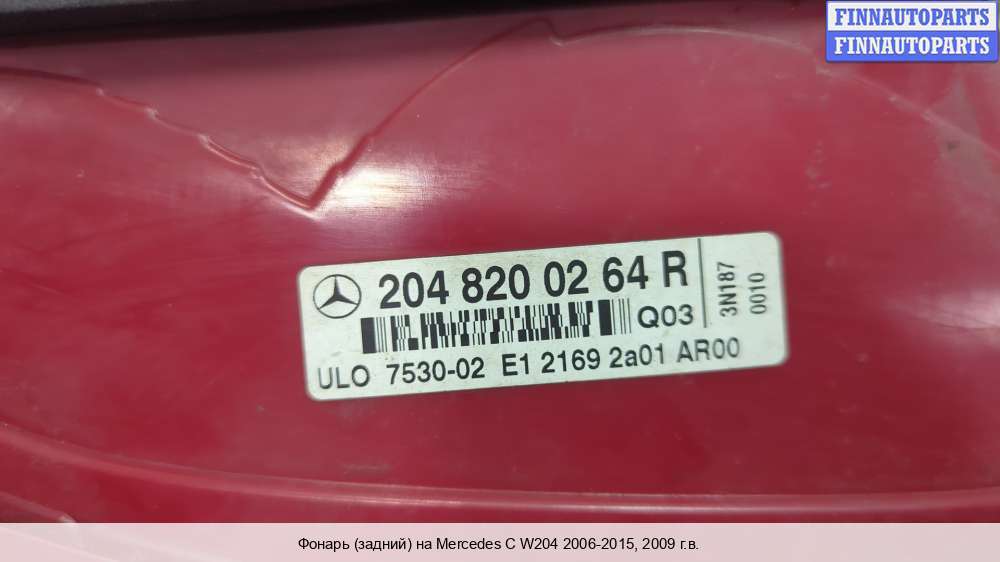 FINNAUTOPARTS
FINNAUTOPARTS
204 820 02 64 R
Q03
3N187
0010
ULO 7530-02 E1 2169 2a01 AR00
Фонарь (задний) на Mercedes C W204 2006-2015, 2009 г.в.